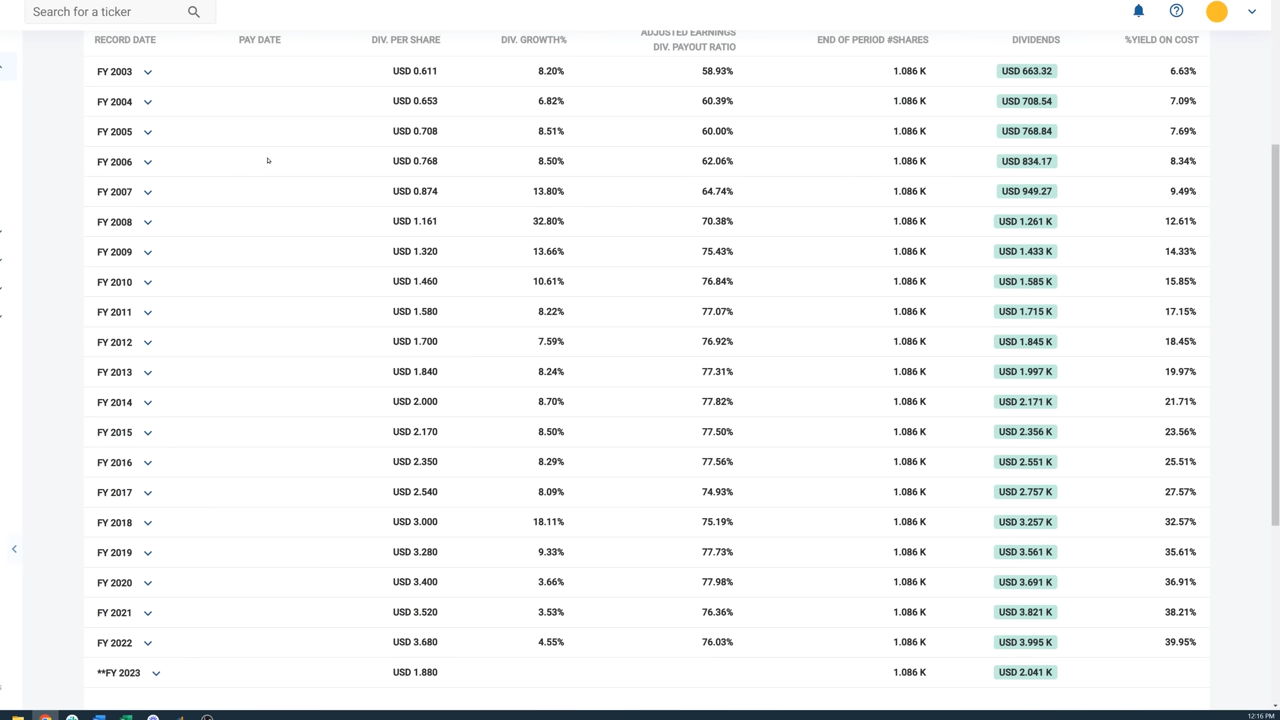 Search for a ticker
ADJUSTED EARNINGS
RECORD DATE PAY DATE DIV. PER SHARE DIV. GROWTH% DIV. PAYOUT RATIO END OF PERIOD #SHARES DIVIDENDS %YIELD ON COST
FY 2003 USD 0.611 8.20% 58.93% 1.086 K USD 663.32 6.63%
FY 2004 USD 0.653 6.82% 60.39% 1.086 K USD 708.54 7.09%
FY 2005 USD 0.708 8.51% 60.00% 1.086 K USD 768.84 7.69%
FY 2006 USD 0.768 8.50% 62.06% 1.086 K USD 834.17 8.34%
FY 2007 USD 0.874 13.80% 64.74% 1.086 K USD 949.27 9.49%
FY 2008 USD 1.161 32.80% 70.38% 1.086 K USD 1.261 K 12.61%
FY 2009 USD 1.320 13.66% 75.43% 1.086 K USD 1.433 K 14.33%
FY 2010 USD 1.460 10.61% 76.84% 1.086 K USD 1.585 K 15.85%
FY 2011 USD 1.580 8.22% 77.07% 1.086 K USD 1.715 K 17.15%
FY 2012 USD 1.700 7.59% 76.92% 1.086 K USD 1.845 K 18.45%
FY 2013 USD 1.840 8.24% 77.31% 1.086 K USD 1.997 K 19.97%
FY 2014 USD 2.000 8.70% 77.82% 1.086 K USD 2.171 K 21.71%
FY 2015 USD 2.170 8.50% 77.50% 1.086 K USD 2.356 K 23.56%
FY 2016 USD 2.350 8.29% 77.56% 1.086 K USD 2.551 K 25.51%
FY 2017 USD 2.540 8.09% 74.93% 1.086 K USD 2.757 K 27.57%
FY 2018 USD 3.000 18.11% 75.19% 1.086 K USD 3.257 K 32.57%
FY 2019 USD 3.280 9.33% 77.73% 1.086 K USD 3.561 K 35.61%
FY 2020 USD 3.400 3.66% 77.98% 1.086 K USD 3.691 K 36.91%
FY 2021 USD 3.520 3.53% 76.36% 1.086 K USD 3.821 K 38.21%
FY 2022 USD 3.680 4.55% 76.03% 1.086 K USD 3.995 K 39.95%
**FY 2023 USD 1.880 1.086 K USD 2.041 K
12:16 PM